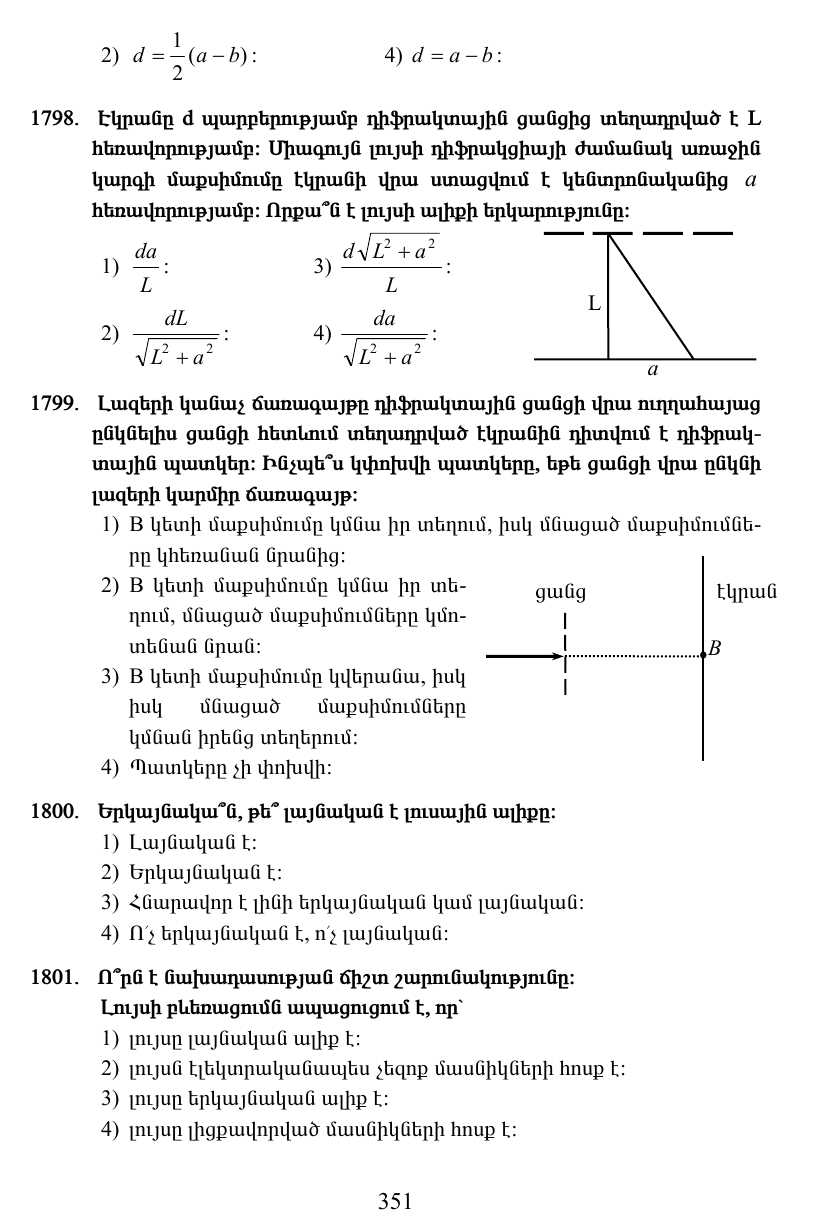 2) d = 1/2 (a − b) : 4) d = a − b :
1798. Էկրանը d պարբերությամբ դիֆրակտային ցանցից տեղադրված է L
հեռավորությամբ: Միագույն լույսի դիֆրակցիայի ժամանակ առաջին
կարգի մաքսիմումը էկրանի վրա ստացվում է կենտրոնականից a
հեռավորությամբ: Որքա՞ն է լույսի ալիքի երկարությունը:
1) da/L : 3) d√(L² + a²)/L :
L
2) dL/√(L² + a²) : 4) da/√(L² + a²) :
a
1799. Լազերի կանաչ ճառագայթը դիֆրակտային ցանցի վրա ուղղահայաց
ընկնելիս ցանցի հետևում տեղադրված էկրանին դիտվում է դիֆրակ-
տային պատկեր: Ինչպե՞ս կփոխվի պատկերը, եթե ցանցի վրա ընկնի
լազերի կարմիր ճառագայթ:
1) B կետի մաքսիմումը կմնա իր տեղում, իսկ մնացած մաքսիմումնե-
րը կհեռանան նրանից:
2) B կետի մաքսիմումը կմնա իր տե-
ղում, մնացած մաքսիմումները կմո-
տենան նրան:
3) B կետի մաքսիմումը կվերանա, իսկ
իսկ մնացած մաքսիմումները
կմնան իրենց տեղերում:
4) Պատկերը չի փոխվի:
ցանց էկրան
B
1800. Երկայնակա՞ն, թե՞ լայնական է լուսային ալիքը:
1) Լայնական է:
2) Երկայնական է:
3) Հնարավոր է լինի երկայնական կամ լայնական:
4) Ո՛չ երկայնական է, ո՛չ լայնական:
1801. Ո՞րն է նախադասության ճիշտ շարունակությունը:
Լույսի բևեռացումն ապացուցում է, որ՝
1) լույսը լայնական ալիք է:
2) լույսն էլեկտրականապես չեզոք մասնիկների հոսք է:
3) լույսը երկայնական ալիք է:
4) լույսը լիցքավորված մասնիկների հոսք է:
351